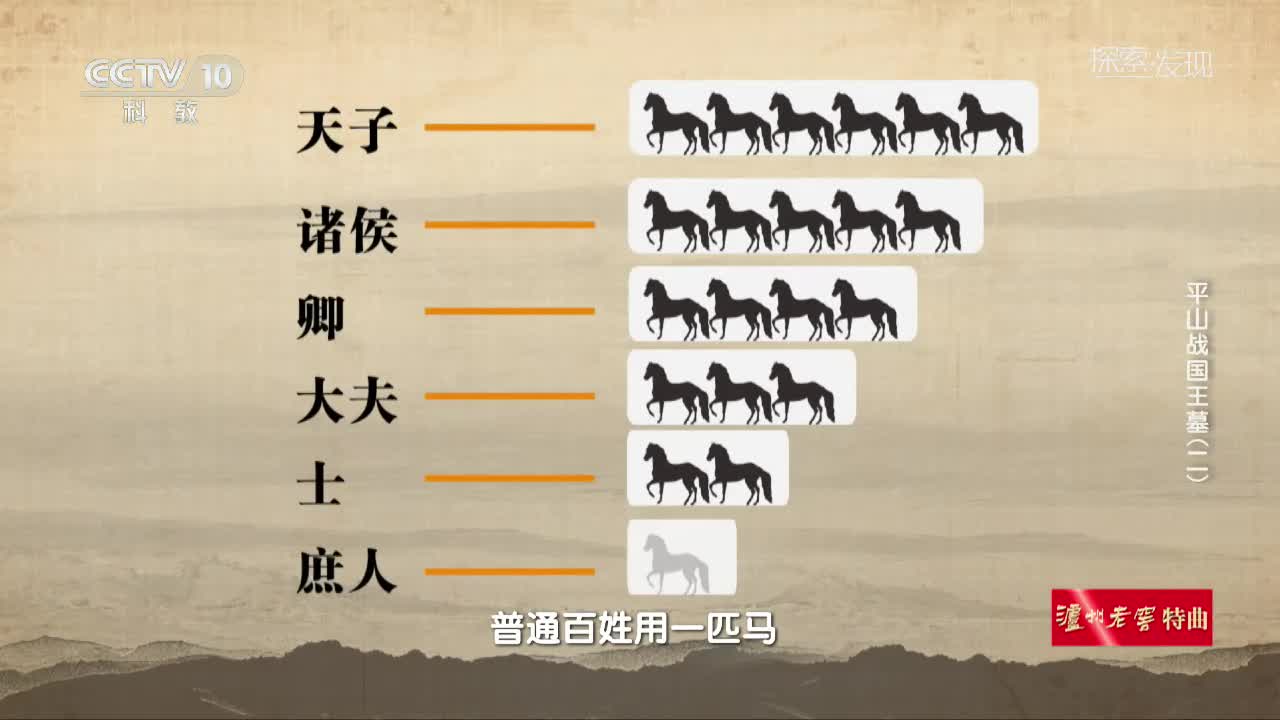 CCTV 10
科教
探索·发现
天子
诸侯
卿
大夫
士
庶人
平山战国王墓（二）
普通百姓用一匹马
泸州老窖特曲